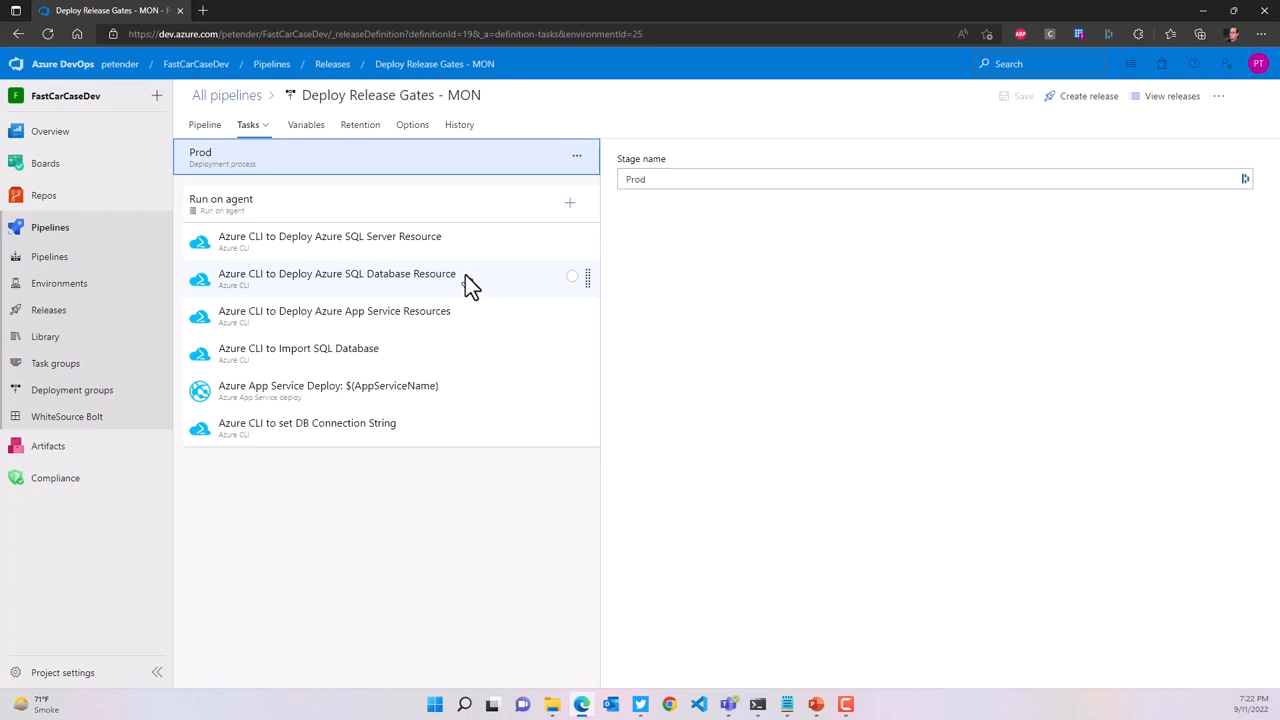 Deploy Release Gates - MON - P
https://dev.azure.com/petender/FastCarCaseDev/_releaseDefinition?definitionId=19&_a=definition-tasks&environmentId=25
ABP
C
Azure DevOps petender / FastCarCaseDev / Pipelines / Releases / Deploy Release Gates - MON
Search
PT
F FastCarCaseDev
All pipelines > Deploy Release Gates - MON
Save Create release View releases ...
Pipeline Tasks Variables Retention Options History
Overview
Boards
Repos
Pipelines
Pipelines
Environments
Releases
Library
Task groups
Deployment groups
WhiteSource Bolt
Artifacts
Compliance
Project settings
Prod
Deployment process
Run on agent
Run on agent
Azure CLI to Deploy Azure SQL Server Resource
Azure CLI
Azure CLI to Deploy Azure SQL Database Resource
Azure CLI
Azure CLI to Deploy Azure App Service Resources
Azure CLI
Azure CLI to Import SQL Database
Azure CLI
Azure App Service Deploy: $(AppServiceName)
Azure App Service deploy
Azure CLI to set DB Connection String
Azure CLI
Stage name
Prod
71°F
Smoke
7:22 PM
9/11/2022